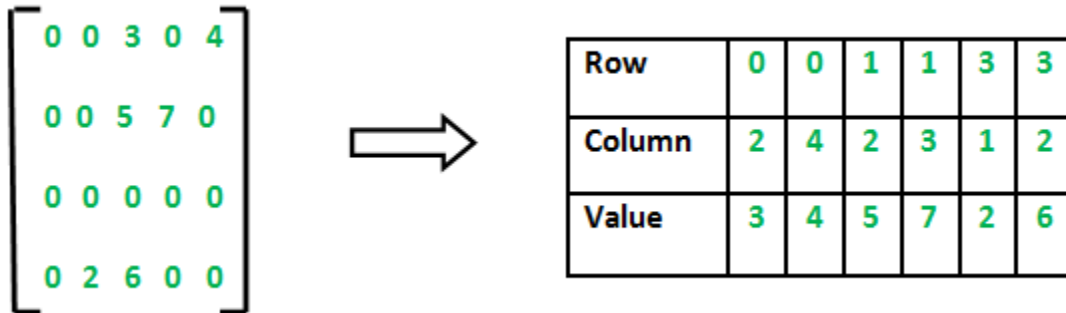 0 0 3 0 4
0 0 5 7 0
0 0 0 0 0
0 2 6 0 0
Row 0 0 1 1 3 3
Column 2 4 2 3 1 2
Value 3 4 5 7 2 6